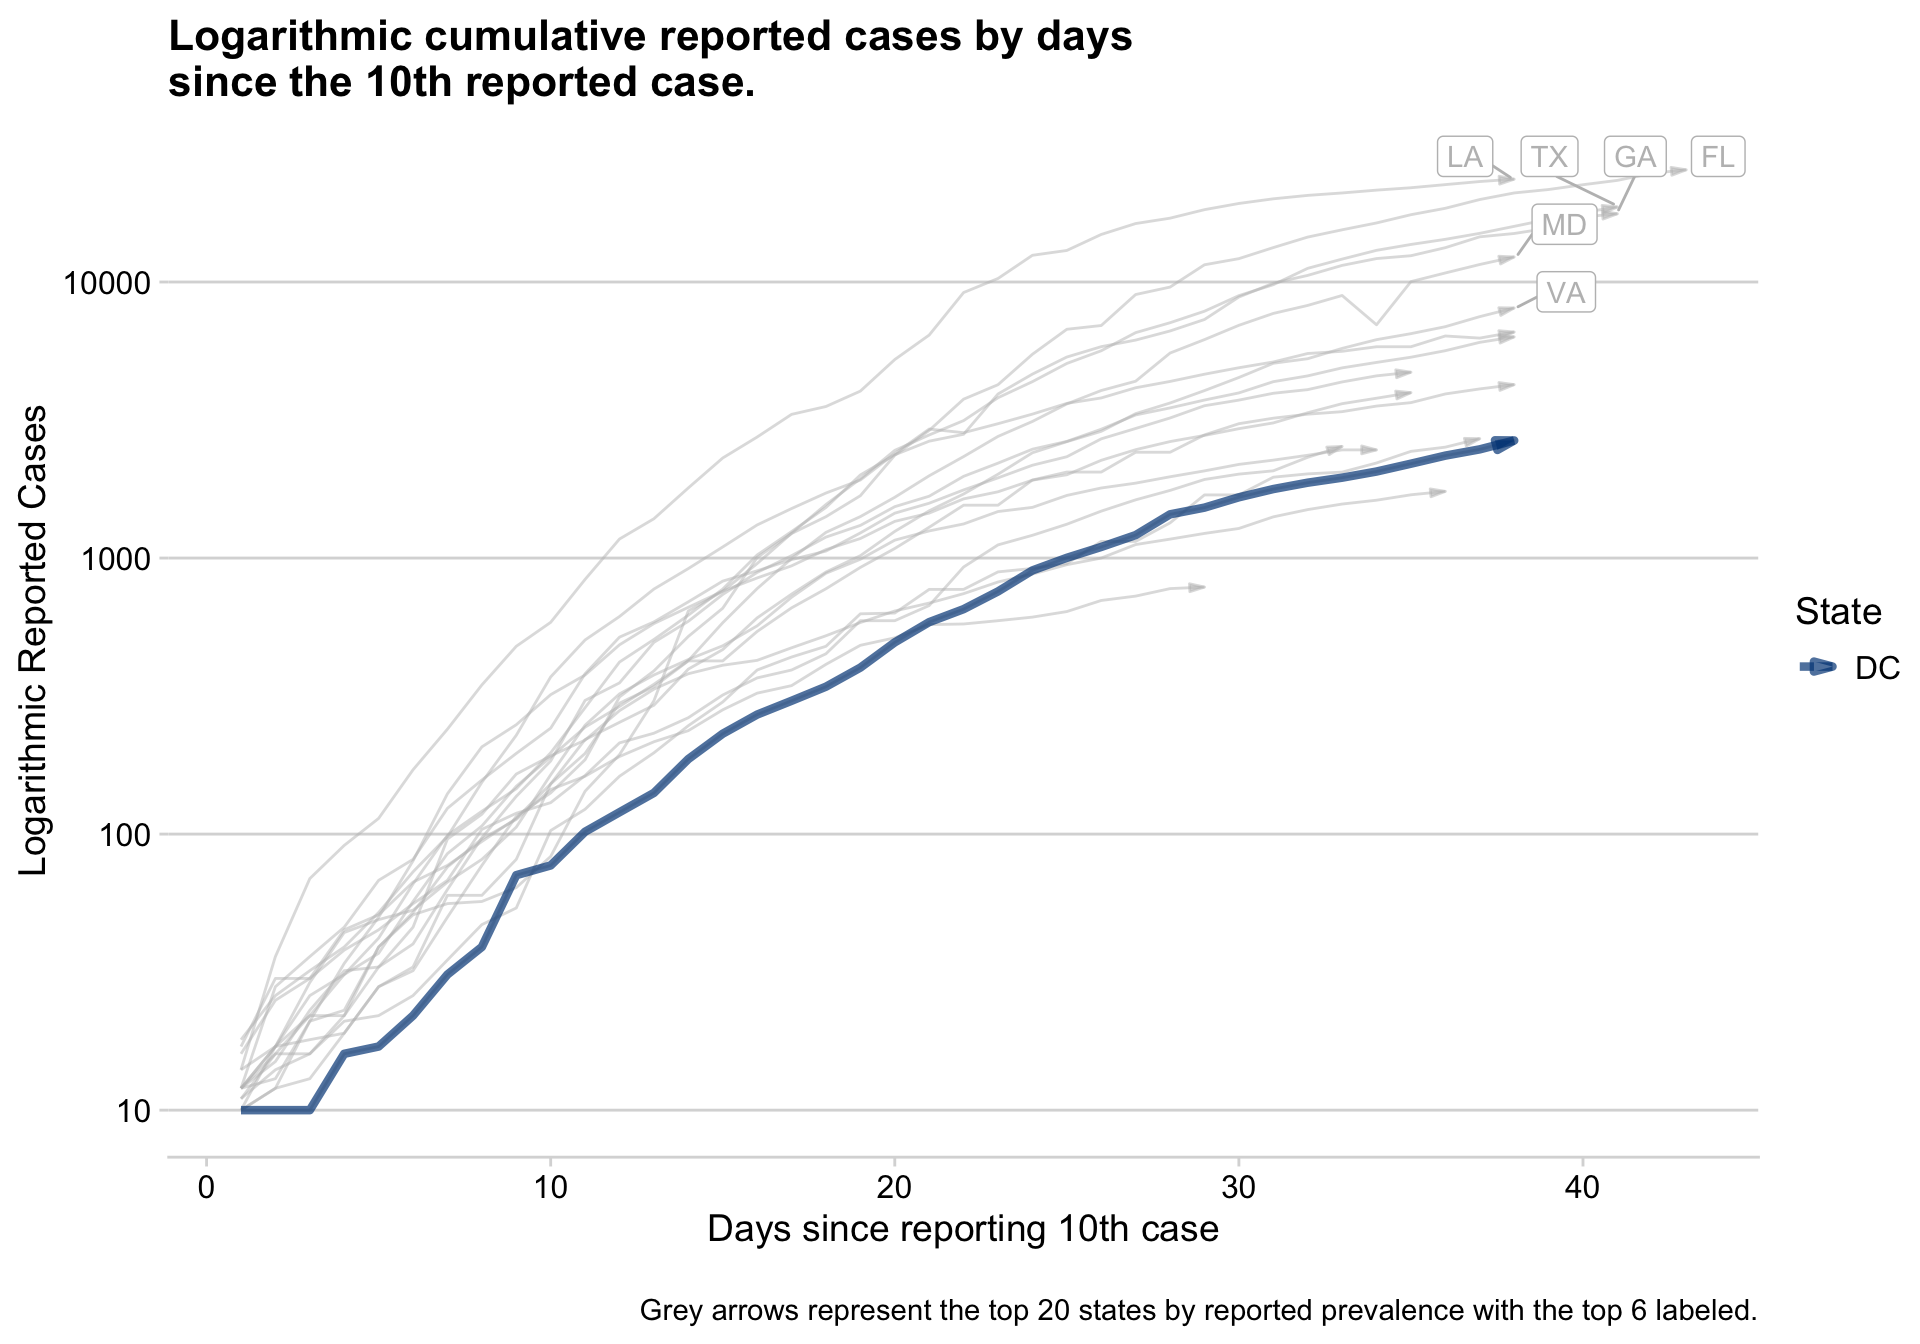 Logarithmic cumulative reported cases by days
since the 10th reported case.
LA TX GA FL
MD
VA
10000
1000
100
10
Logarithmic Reported Cases
State
DC
0 10 20 30 40
Days since reporting 10th case
Grey arrows represent the top 20 states by reported prevalence with the top 6 labeled.